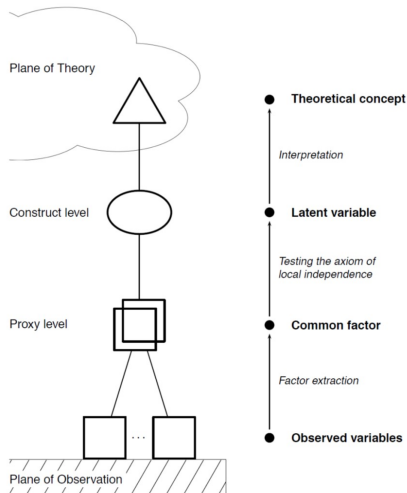 Plane of Theory
Theoretical concept
Interpretation
Construct level
Latent variable
Testing the axiom of
local independence
Proxy level
Common factor
Factor extraction
...
Observed variables
Plane of Observation